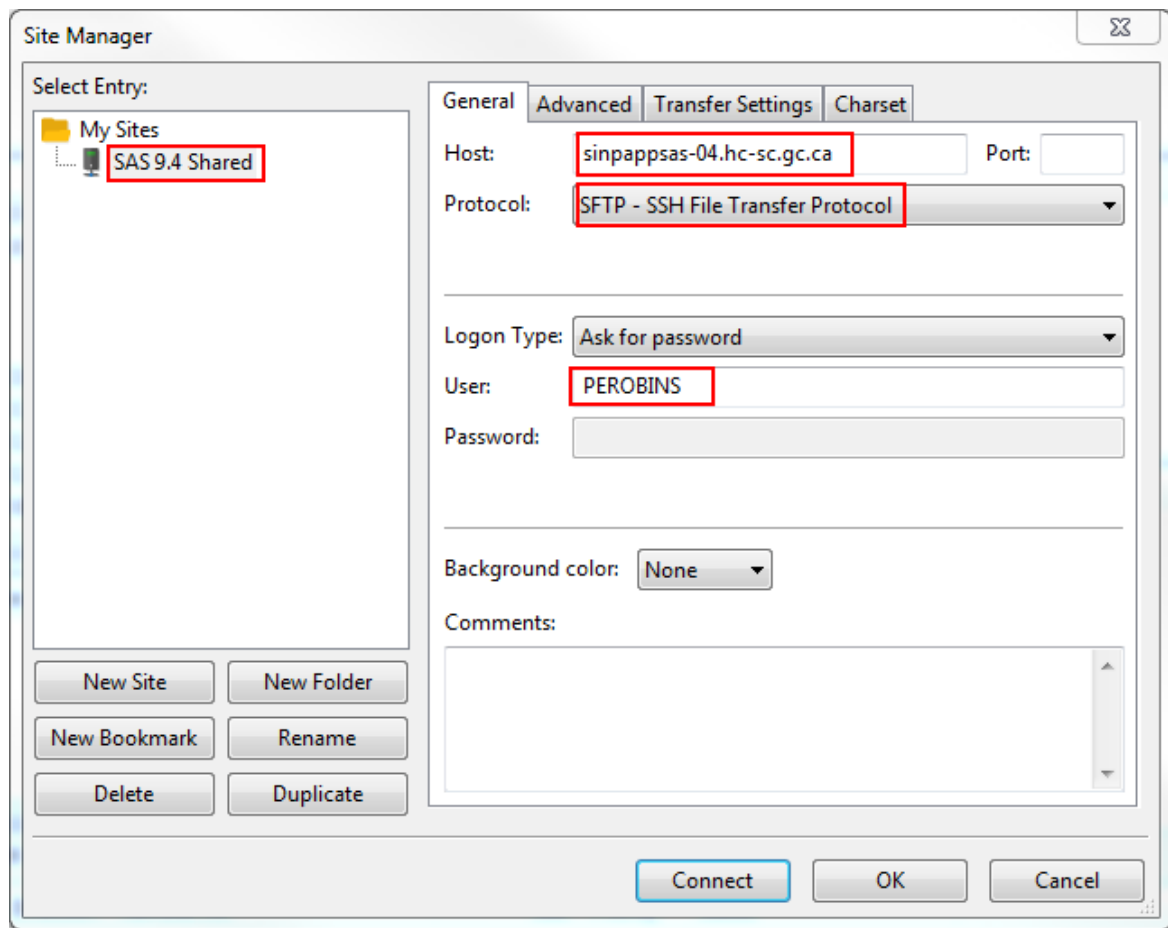 Site Manager
Select Entry:
My Sites
SAS 9.4 Shared
New Site
New Folder
New Bookmark
Rename
Delete
Duplicate
General
Advanced
Transfer Settings
Charset
Host:
sinpappsas-04.hc-sc.gc.ca
Port:
Protocol:
SFTP - SSH File Transfer Protocol
Logon Type:
Ask for password
User:
PEROBINS
Password:
Background color:
None
Comments:
Connect
OK
Cancel